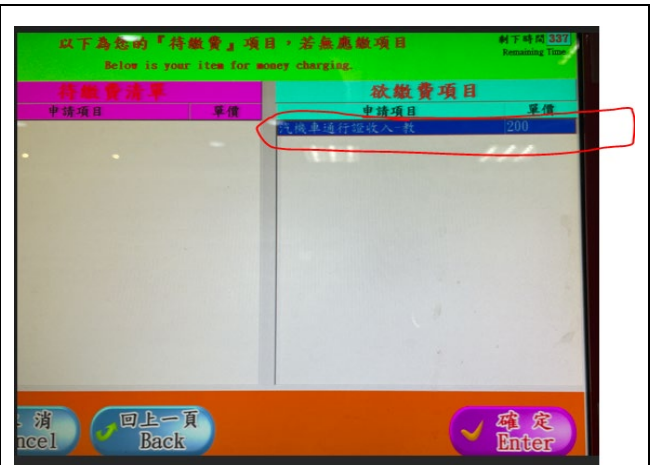 以下為您的『待繳費』項目，若無應繳項目
Below is your item for money charging.
剩下時間 337
Remaining Time
待繳費清單
申請項目 單價
欲繳費項目
申請項目 單價
汽機車通行證收入-教 200
消
ncel
回上一頁
Back
確定
Enter